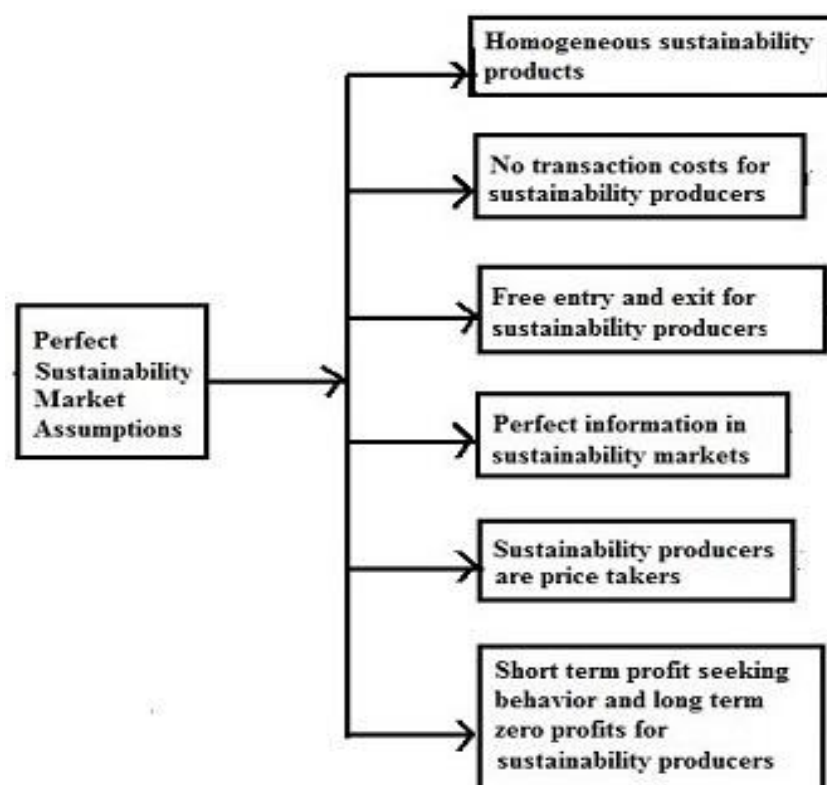 Homogeneous sustainability
products
No transaction costs for
sustainability producers
Free entry and exit for
sustainability producers
Perfect
Sustainability
Market
Assumptions
Perfect information in
sustainability markets
Sustainability producers
are price takers
Short term profit seeking
behavior and long term
zero profits for
sustainability producers